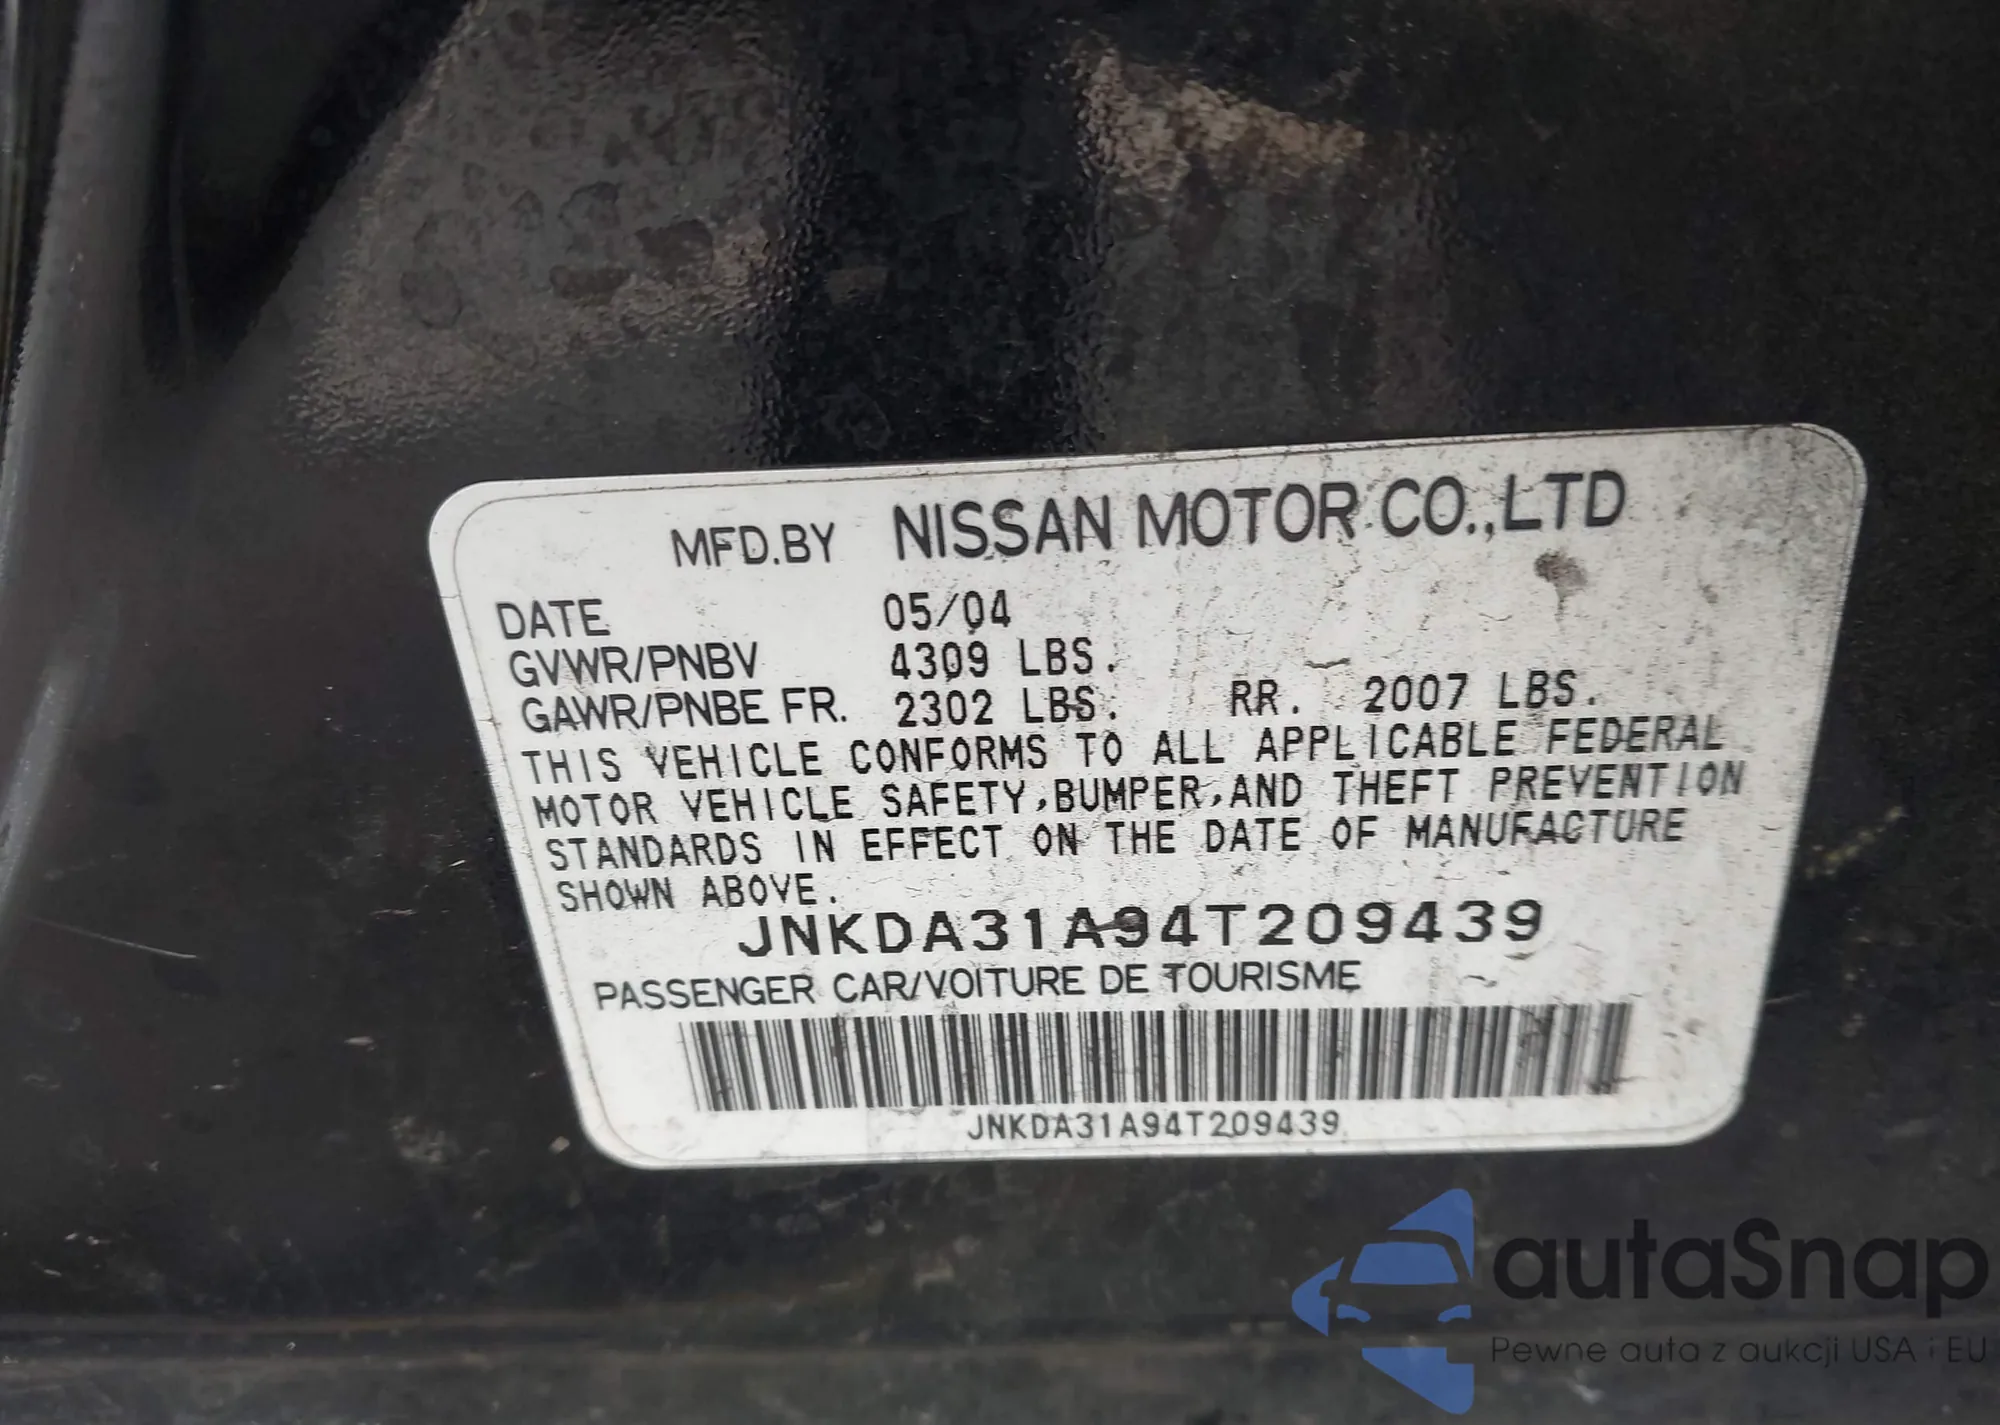 MFD.BY NISSAN MOTOR CO.,LTD
DATE 05/04
GVWR/PNBV 4309 LBS.
GAWR/PNBE FR. 2302 LBS. RR. 2007 LBS.
THIS VEHICLE CONFORMS TO ALL APPLICABLE FEDERAL
MOTOR VEHICLE SAFETY,BUMPER,AND THEFT PREVENTION
STANDARDS IN EFFECT ON THE DATE OF MANUFACTURE
SHOWN ABOVE.
JNKDA31A94T209439
PASSENGER CAR/VOITURE DE TOURISME
JNKDA31A94T209439
autaSnap
Pewne auta z aukcji USA i EU